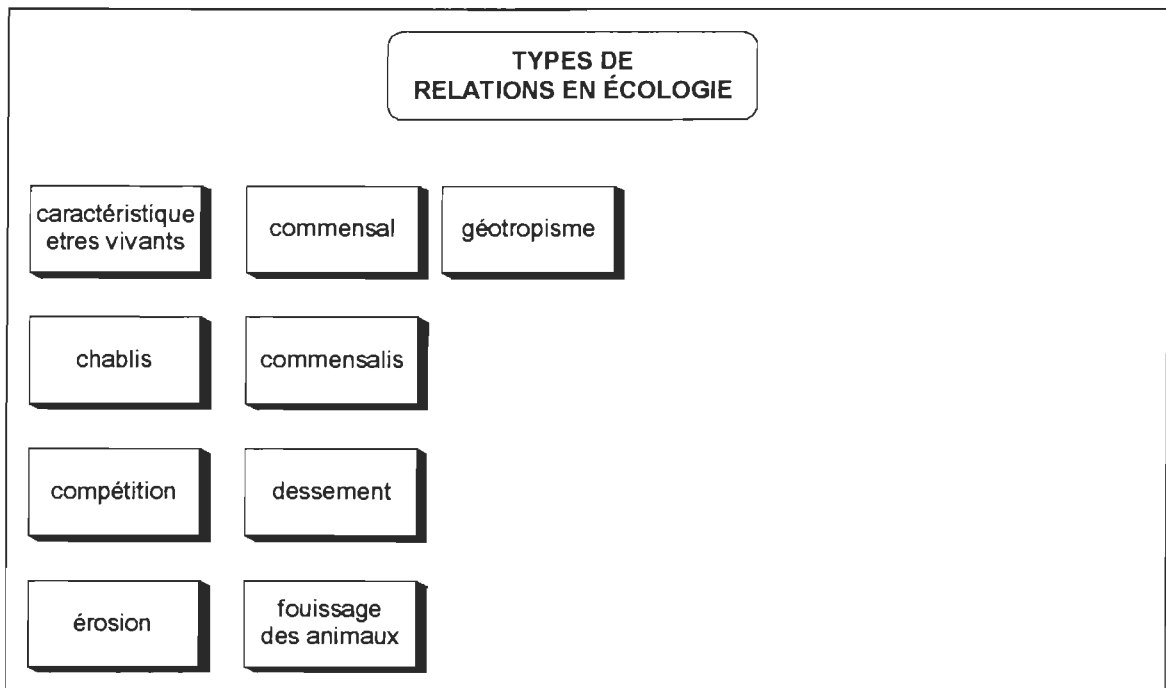 TYPES DE
RELATIONS EN ÉCOLOGIE
caractéristique
etres vivants
commensal
géotropisme
chablis
commensalis
compétition
dessement
érosion
fouissage
des animaux